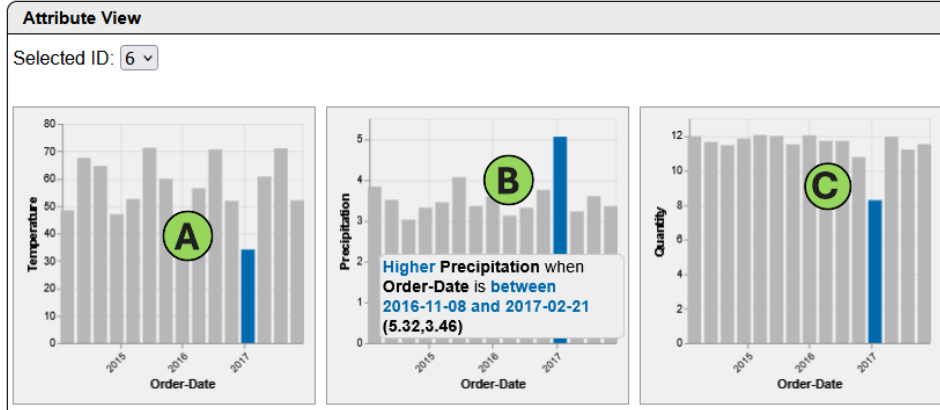 Attribute View
Selected ID: 6
80
70
60
50
40
30
20
10
0
Temperature
A
2015
2016
2017
Order-Date
5
4
3
2
1
0
Precipitation
B
Higher Precipitation when
Order-Date is between
2016-11-08 and 2017-02-21
(5.32,3.46)
2015
2016
2017
Order-Date
12
10
8
6
4
2
0
Quantity
C
2015
2016
2017
Order-Date